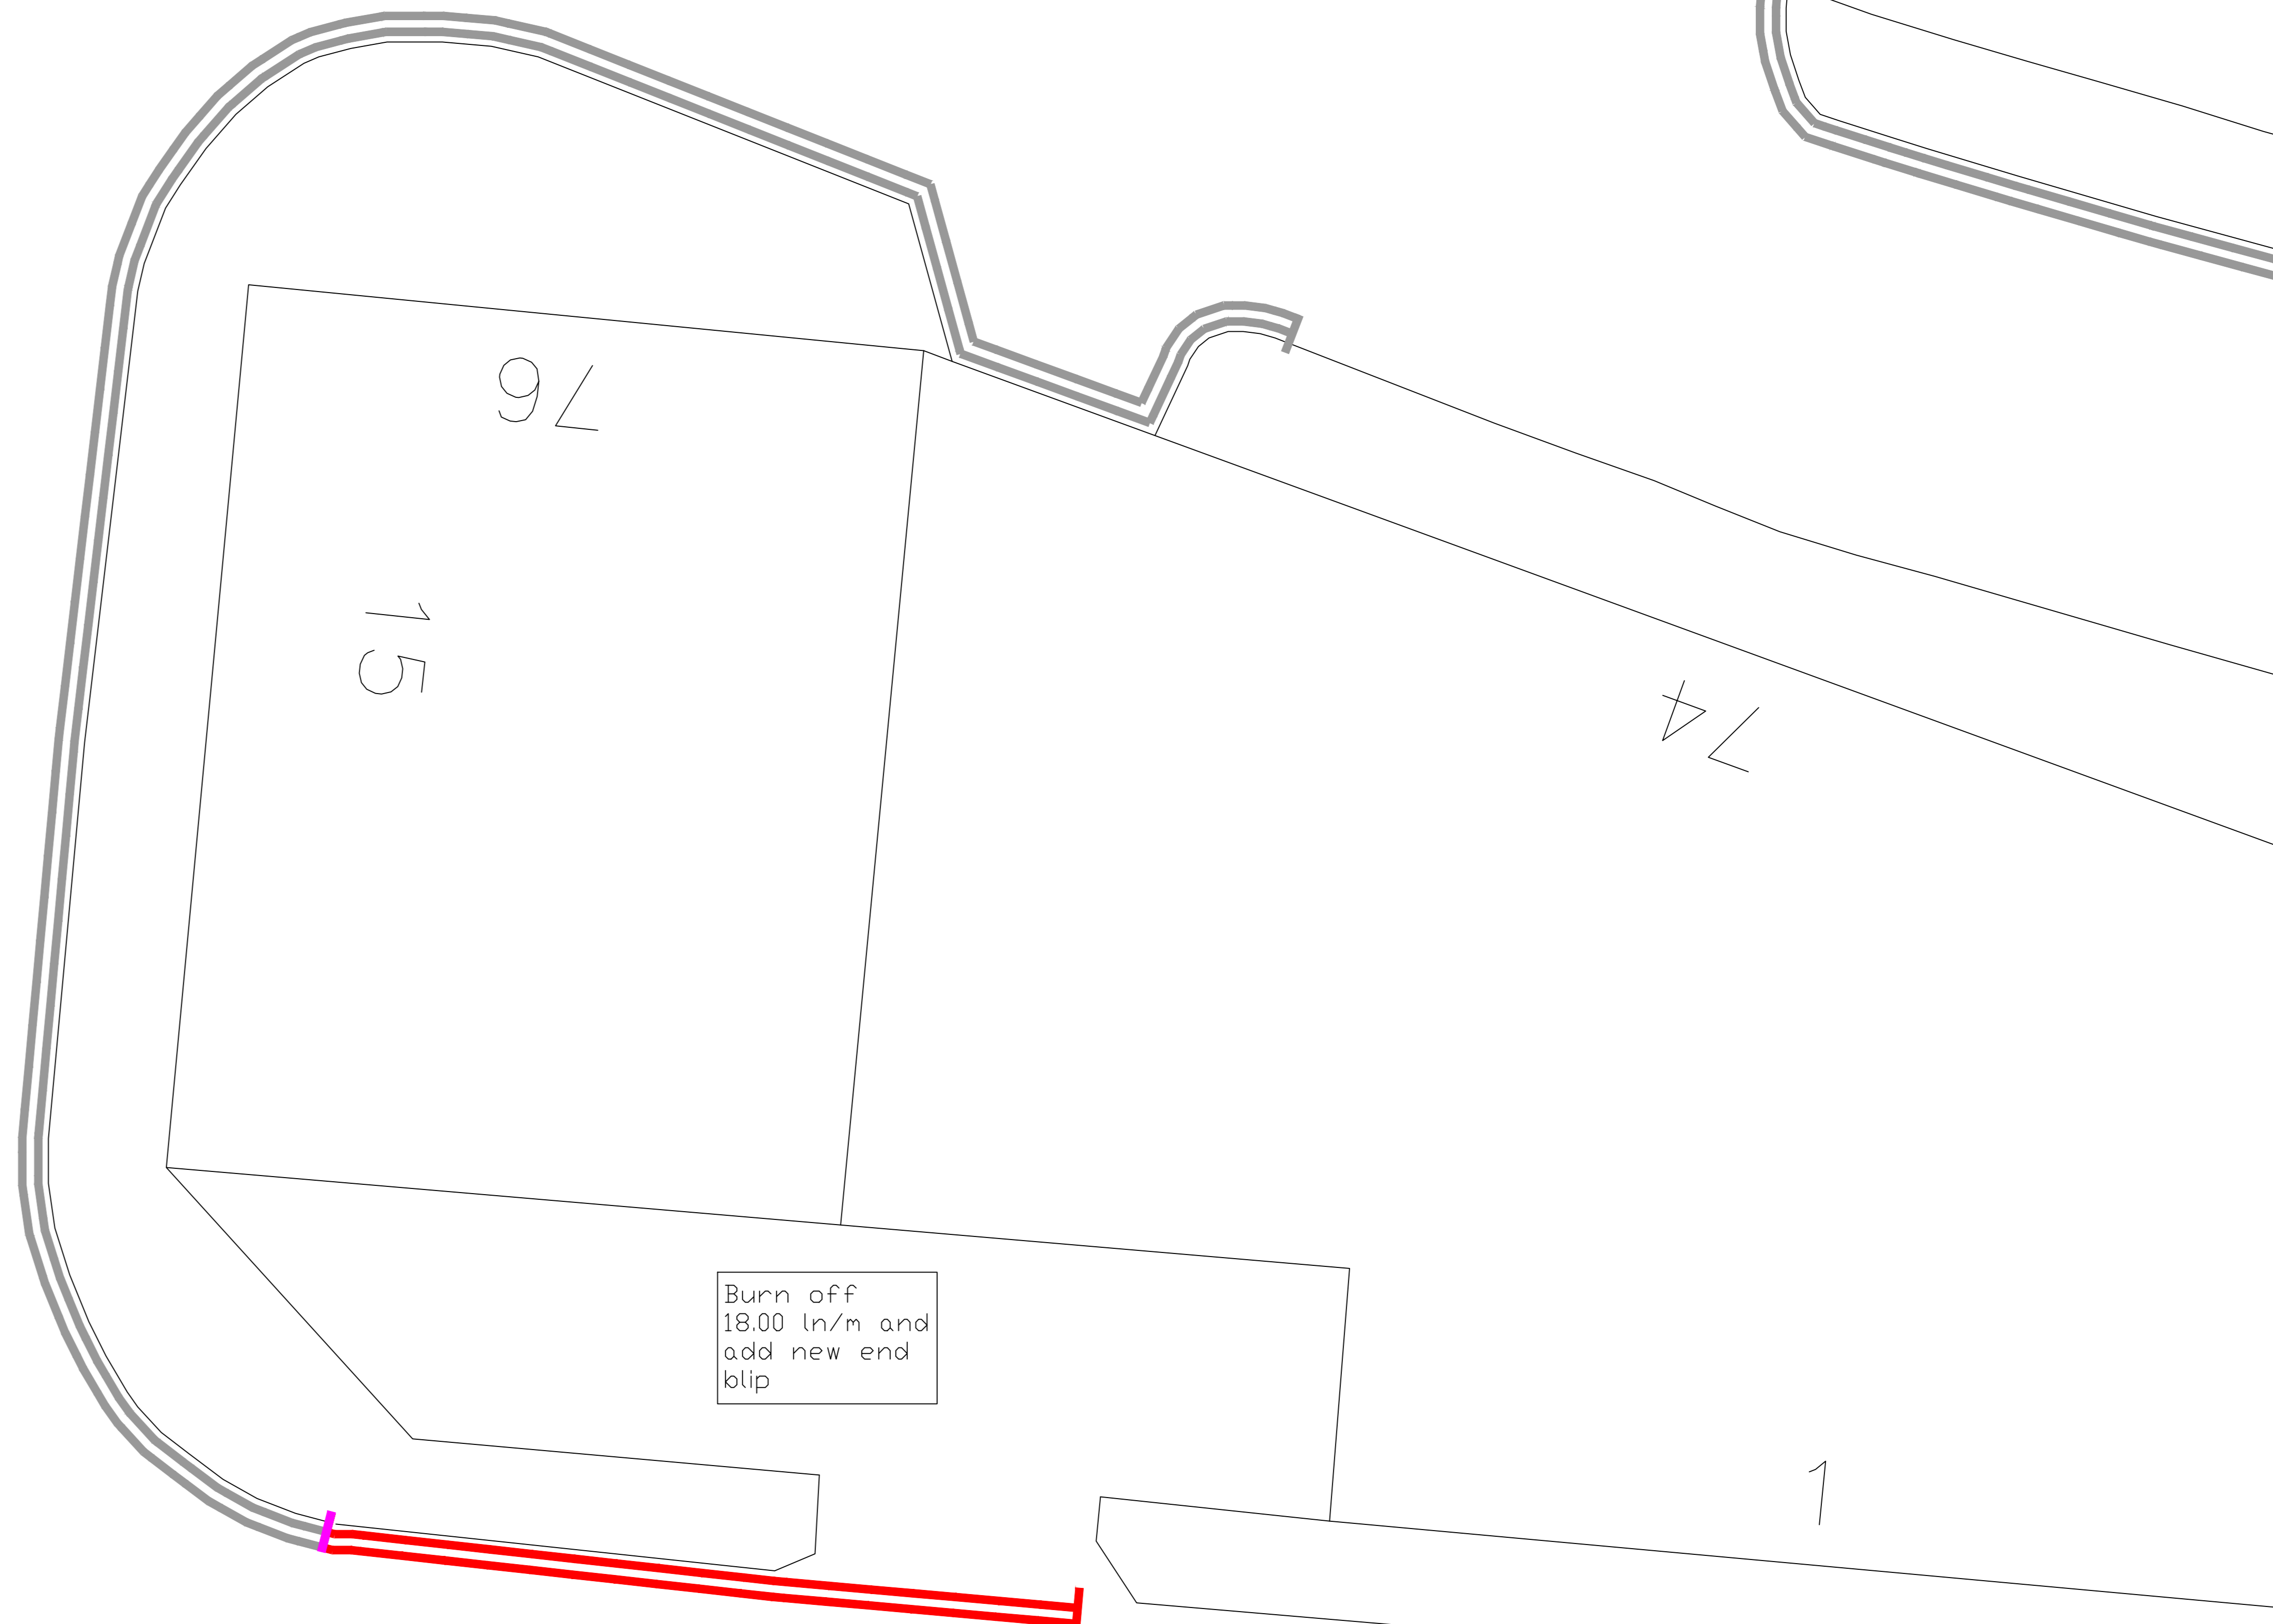 76
15
74
Burn off
18.00 ln/m and
add new end
blip
1